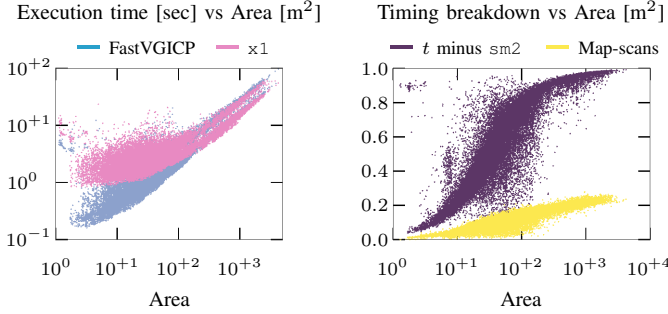 Execution time [sec] vs Area [m²]
FastVGICP x1
10⁺²
10⁺¹
10⁰
10⁻¹
10⁰ 10⁺¹ 10⁺² 10⁺³
Area
Timing breakdown vs Area [m²]
t minus sm2 Map-scans
1.0
0.8
0.6
0.4
0.2
0.0
10⁰ 10⁺¹ 10⁺² 10⁺³ 10⁺⁴
Area